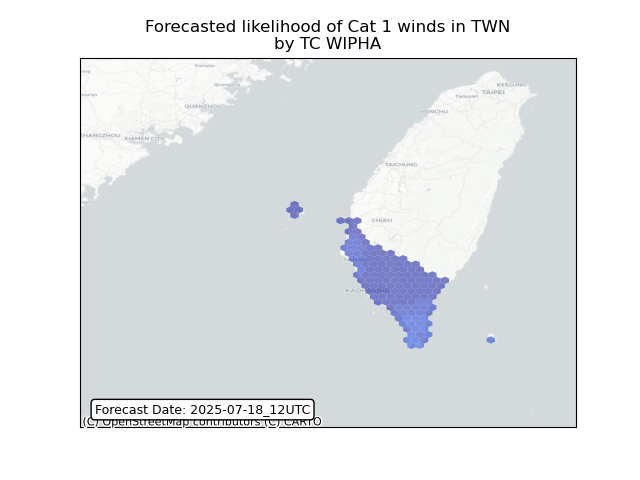 Forecasted likelihood of Cat 1 winds in TWN
by TC WIPHA
KEELUNG
TAIPEI
Taoyuan
HSINCHU
QUANZHOU
ZHANGZHOU
XIAMEN CITY
TAICHUNG
CHIAYI
Forecast Date: 2025-07-18_12UTC
(C) OpenStreetMap contributors (C) CARTO